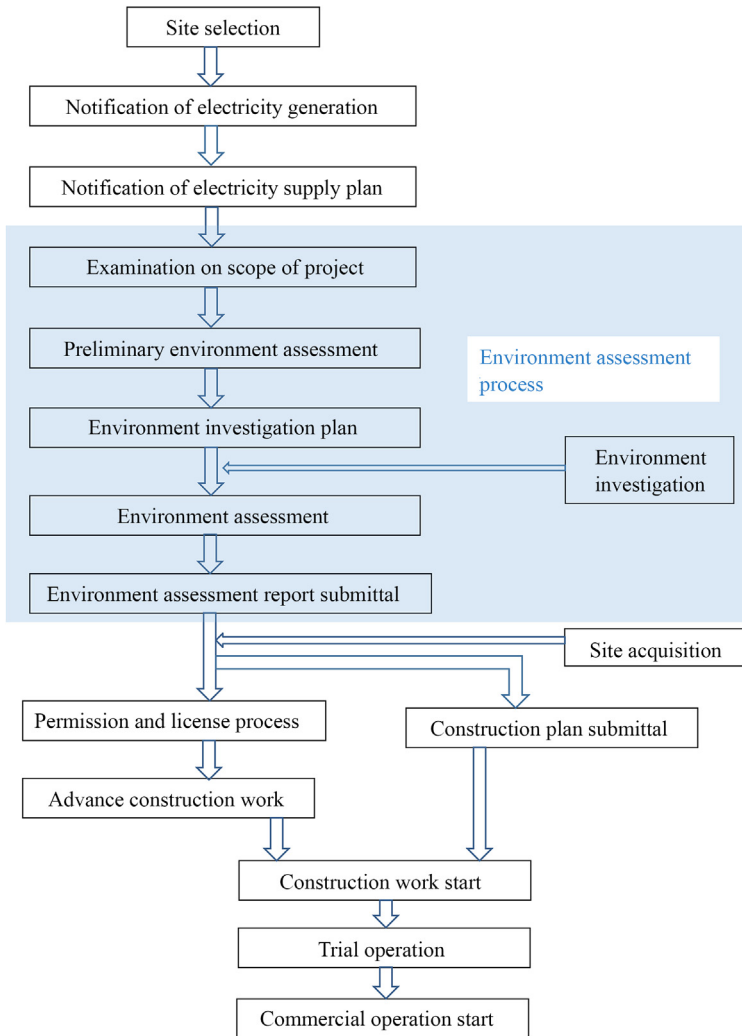 Site selection
Notification of electricity generation
Notification of electricity supply plan
Examination on scope of project
Preliminary environment assessment
Environment assessment
process
Environment investigation plan
Environment
investigation
Environment assessment
Environment assessment report submittal
Site acquisition
Permission and license process
Construction plan submittal
Advance construction work
Construction work start
Trial operation
Commercial operation start